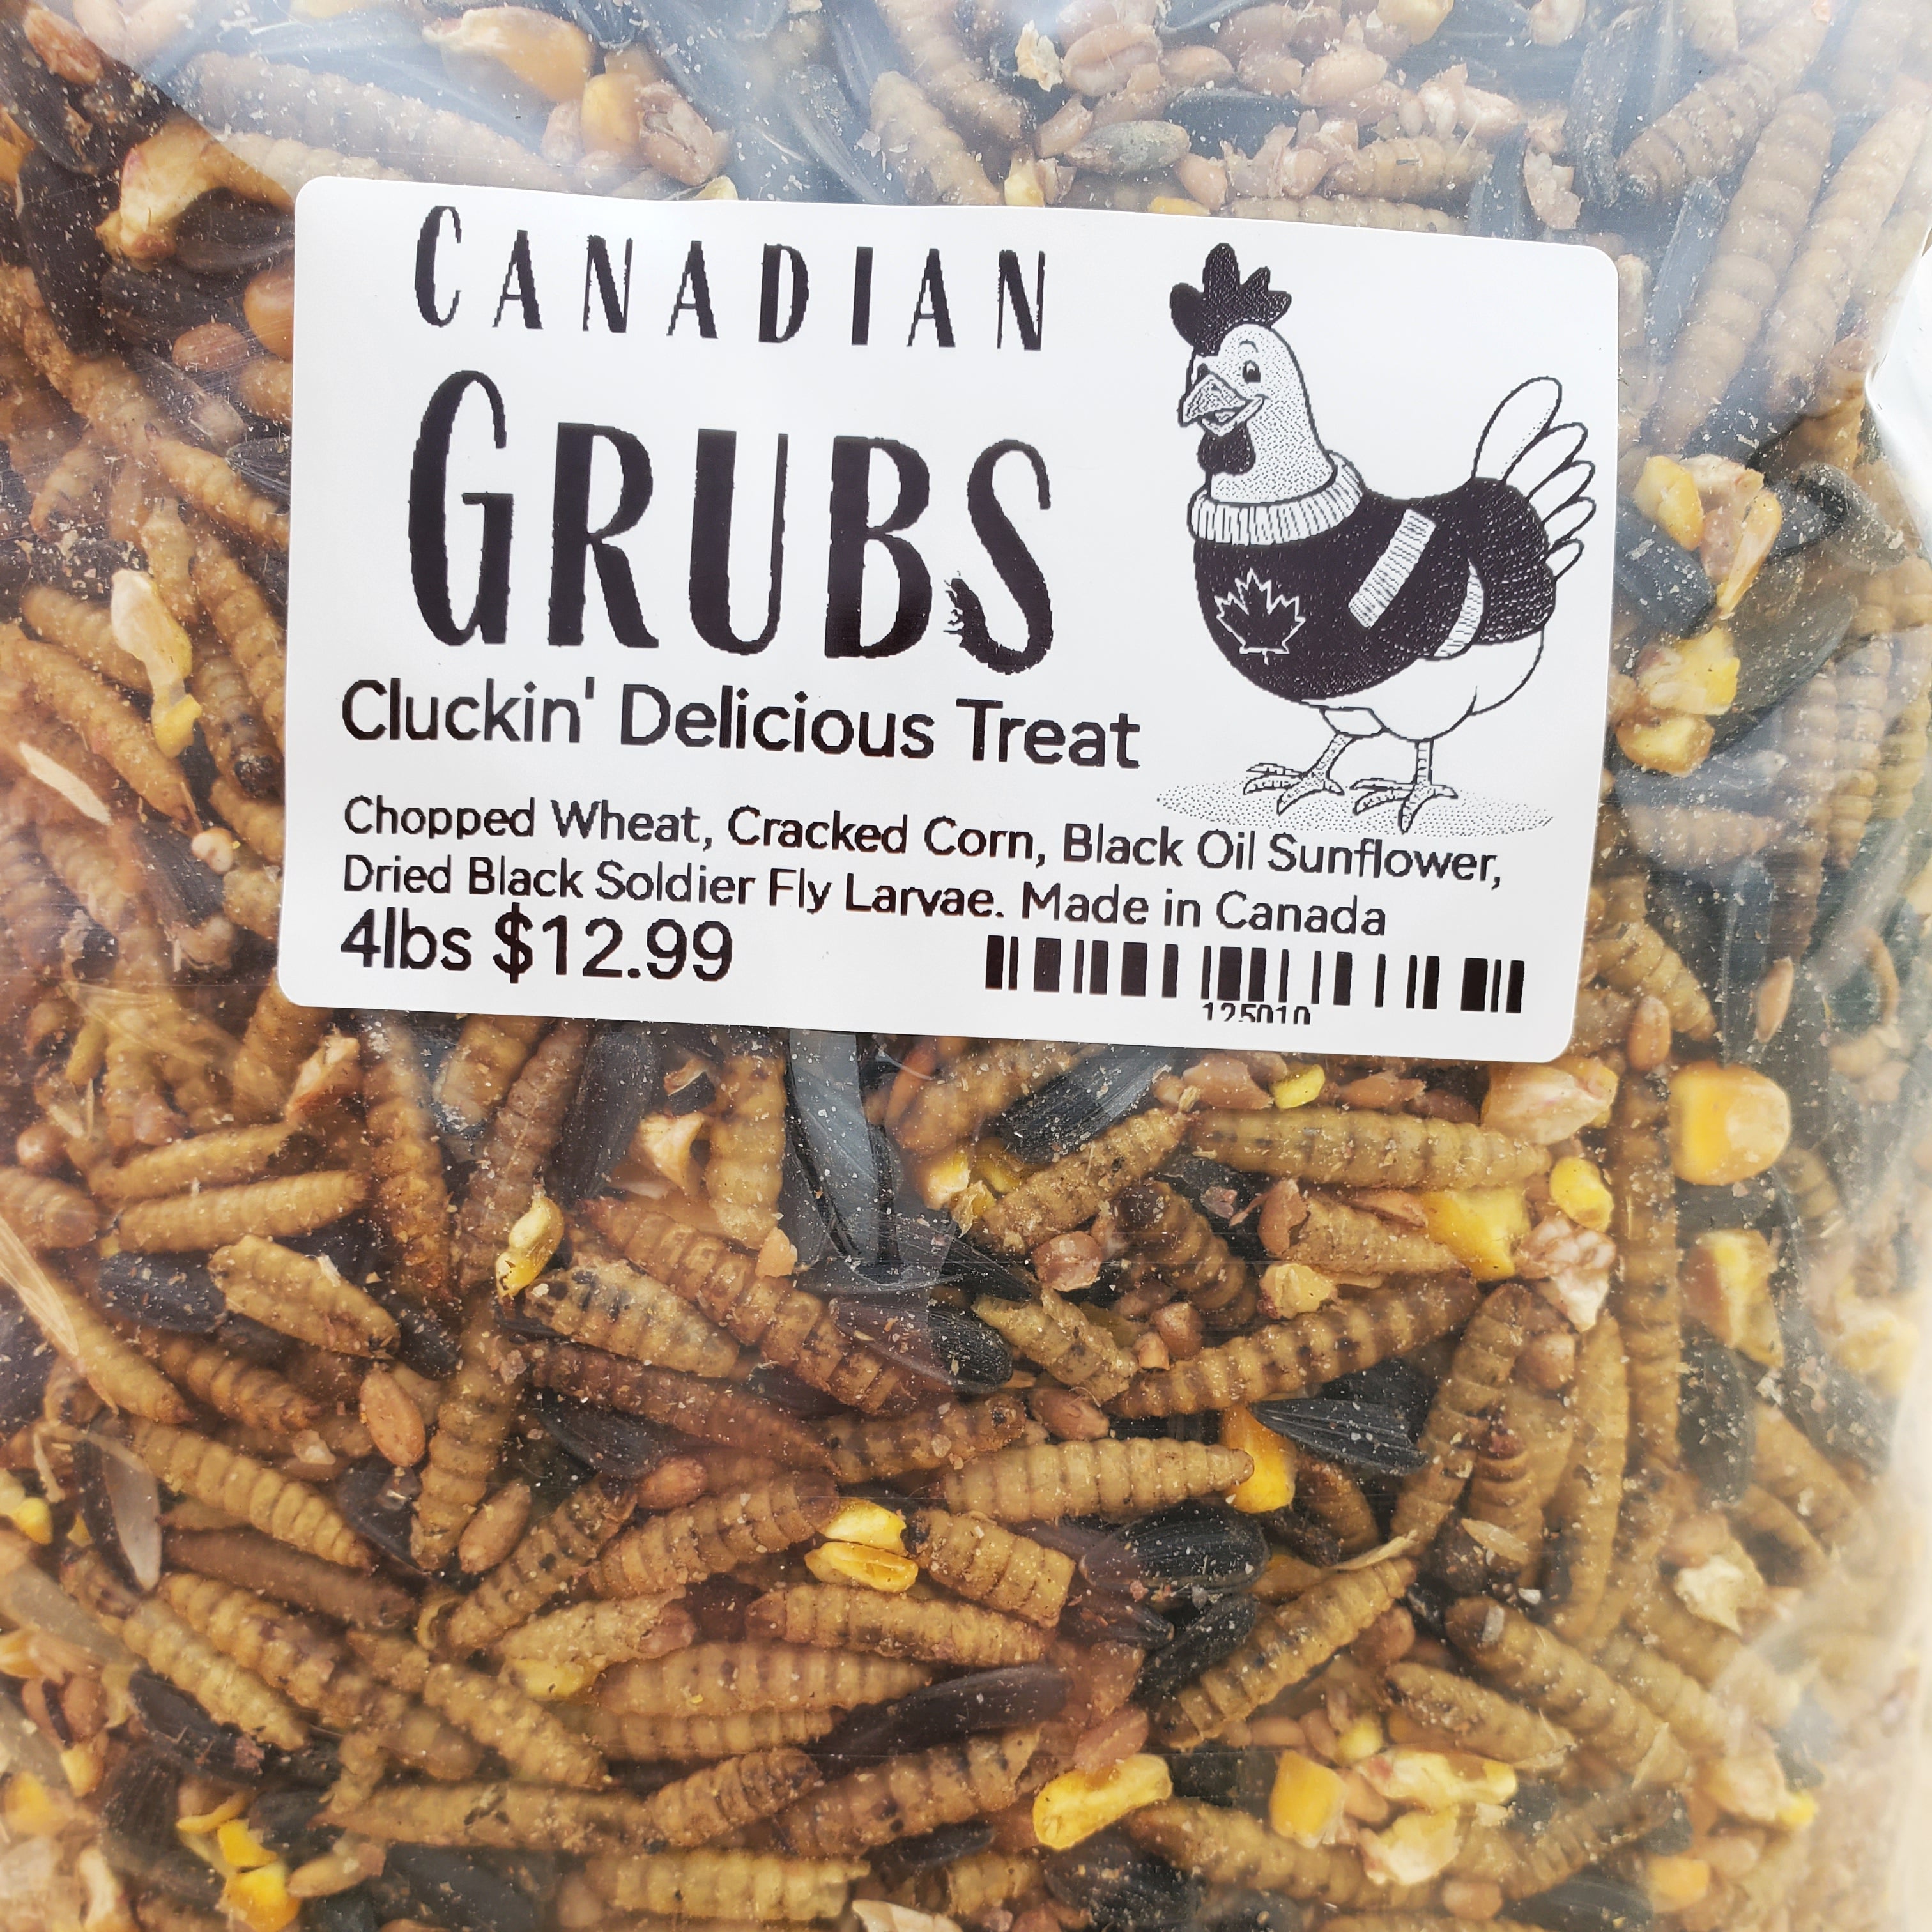 CANADIAN
GRUBS
Cluckin' Delicious Treat
Chopped Wheat, Cracked Corn, Black Oil Sunflower,
Dried Black Soldier Fly Larvae. Made in Canada
4lbs $12.99
125010